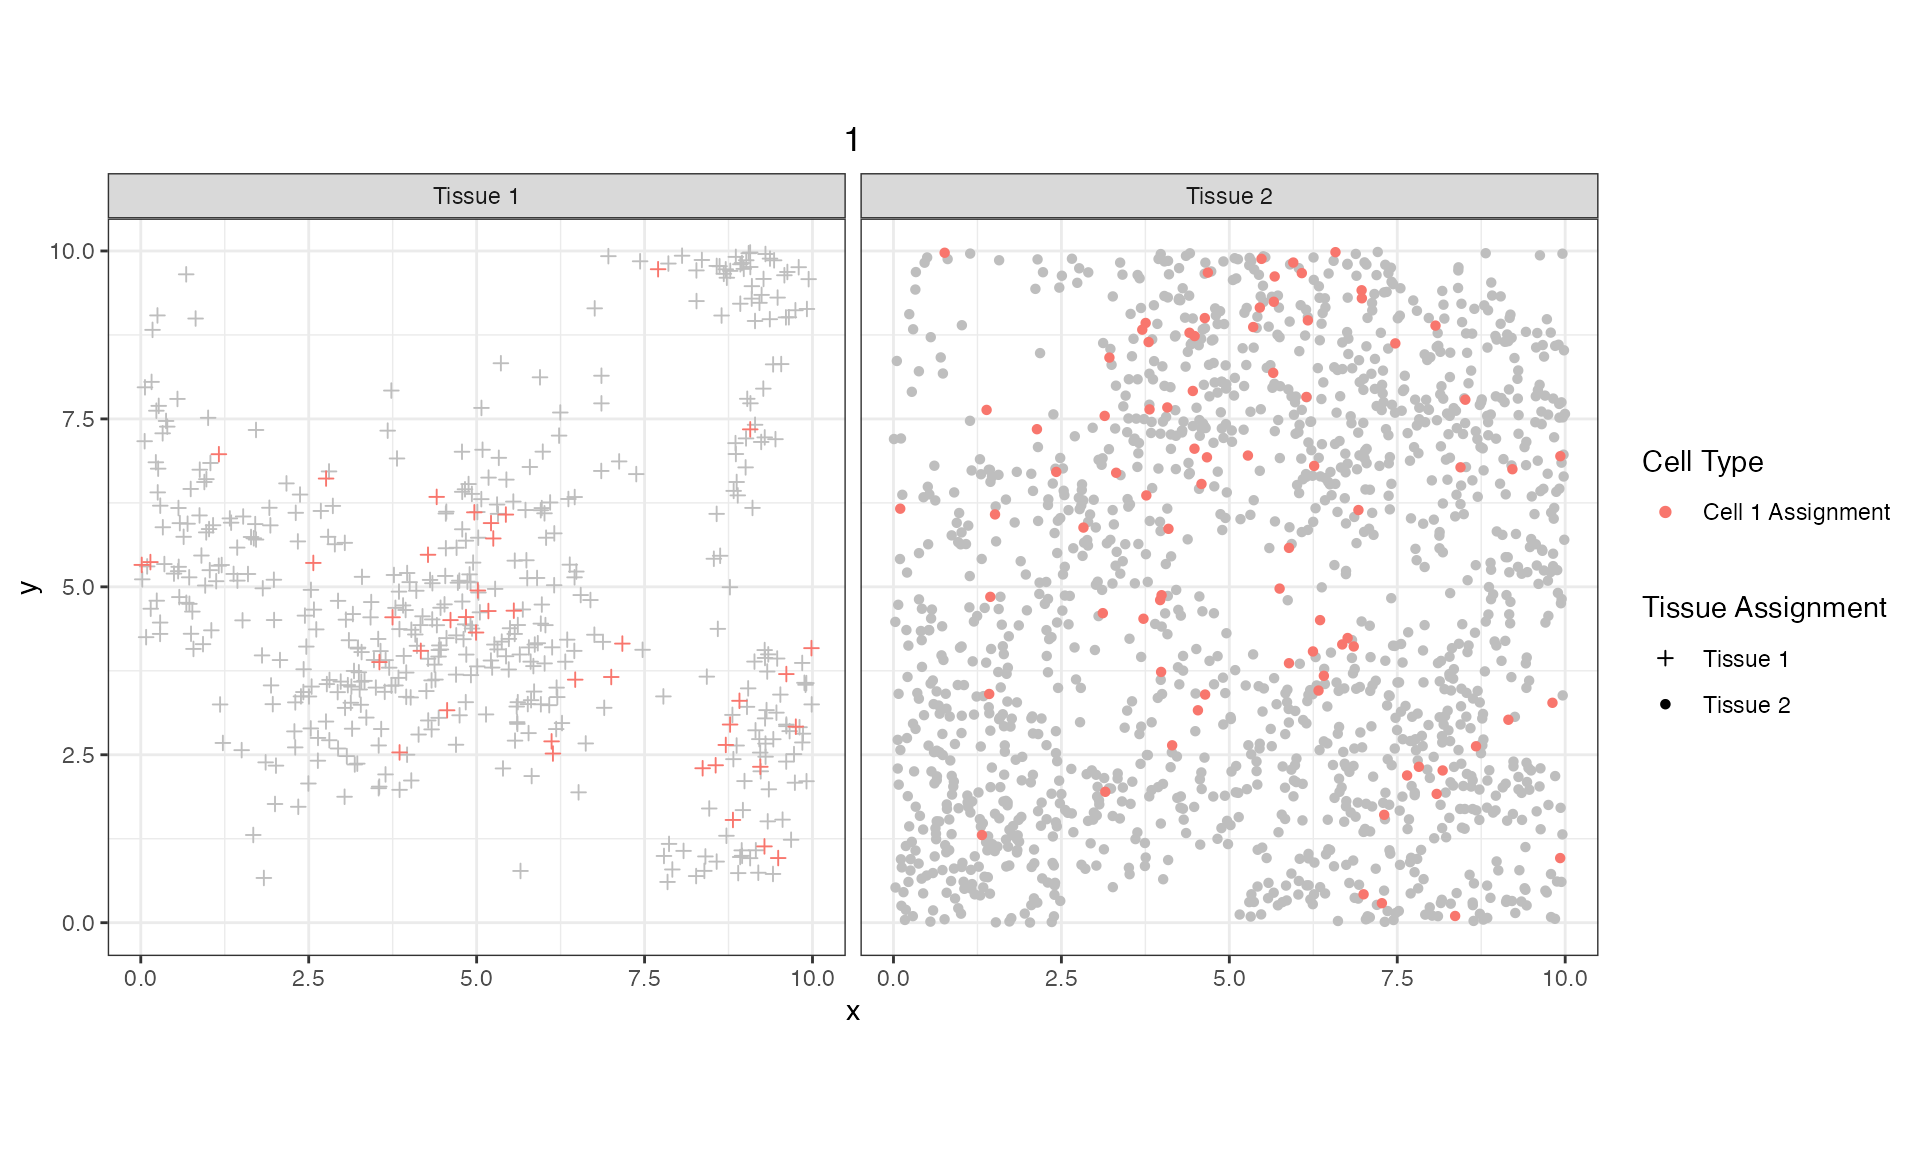 1
Tissue 1
Tissue 2
10.0
7.5
5.0
2.5
0.0
y
0.0 2.5 5.0 7.5 10.0
0.0 2.5 5.0 7.5 10.0
x
Cell Type
Cell 1 Assignment
Tissue Assignment
Tissue 1
Tissue 2